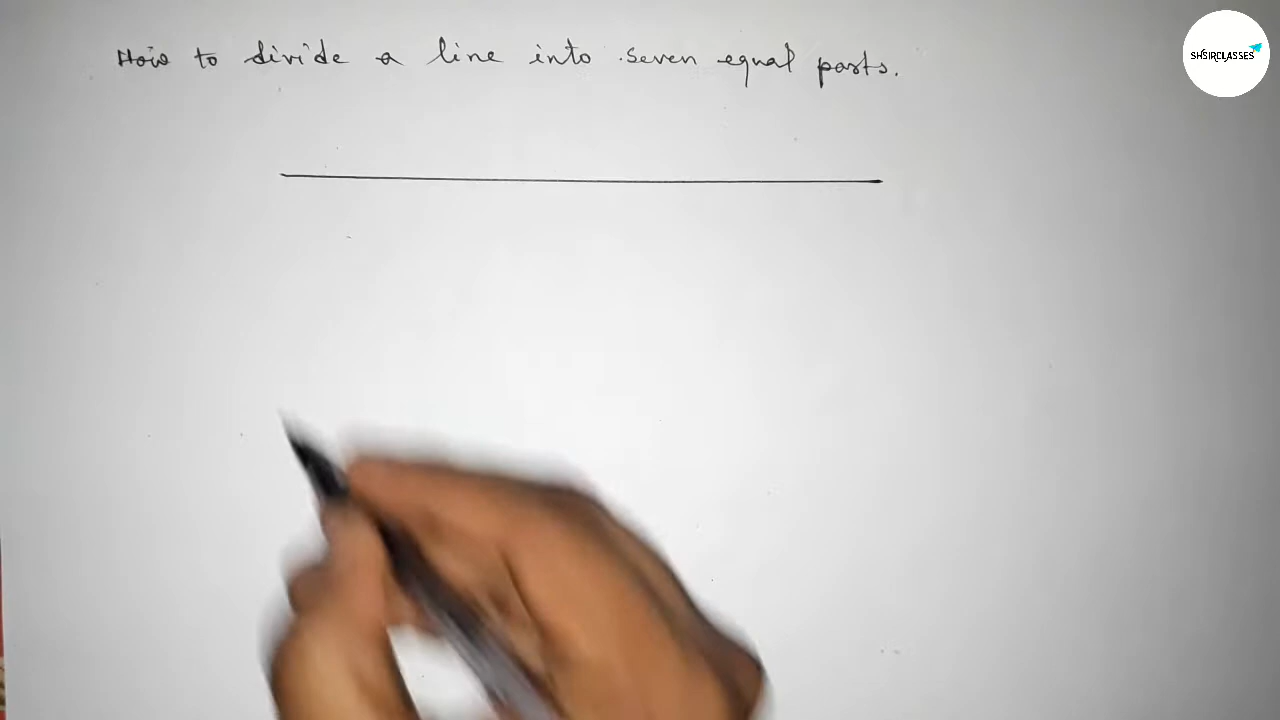 How to divide a line into seven equal parts.
SHSIRCLASSES